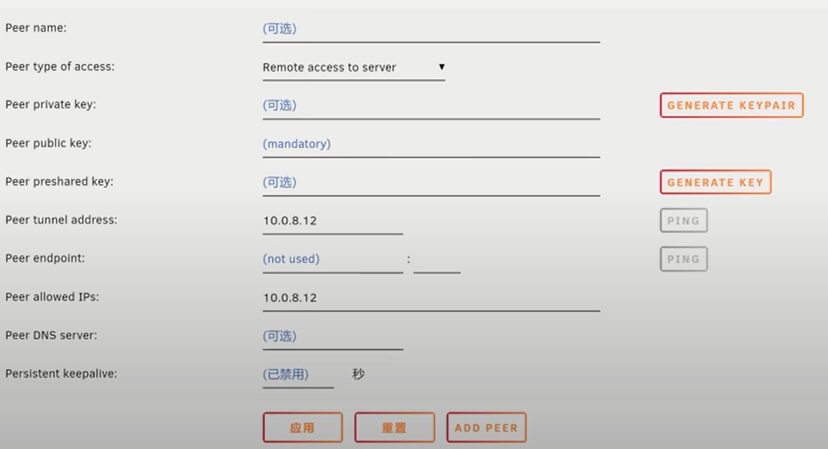 Peer name: (可选)
Peer type of access: Remote access to server ▼
Peer private key: (可选) GENERATE KEYPAIR
Peer public key: (mandatory)
Peer preshared key: (可选) GENERATE KEY
Peer tunnel address: 10.0.8.12 PING
Peer endpoint: (not used) : PING
Peer allowed IPs: 10.0.8.12
Peer DNS server: (可选)
Persistent keepalive: (已禁用) 秒
应用 重置 ADD PEER